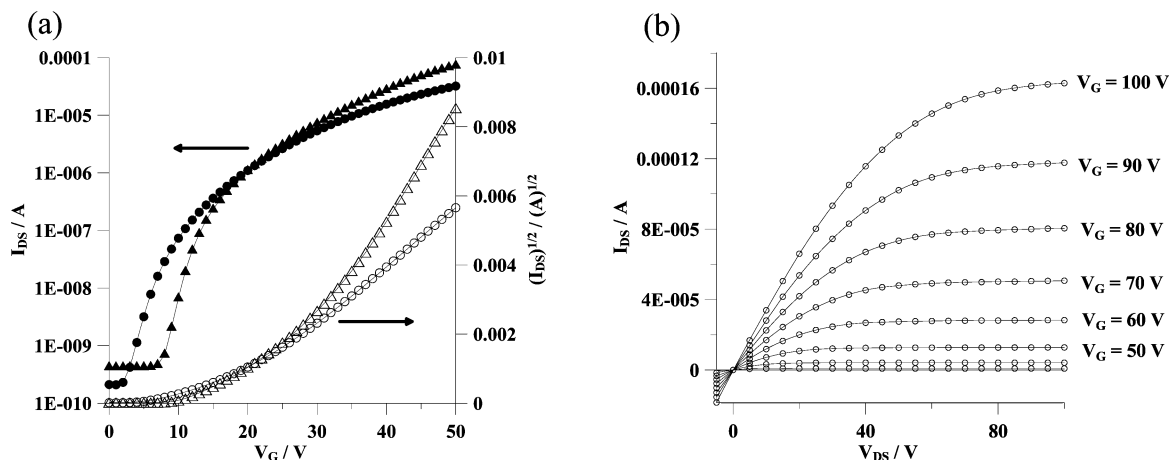 (a)
0.0001
1E-005
1E-006
1E-007
1E-008
1E-009
1E-010
I_DS / A
0 10 20 30 40 50
V_G / V
0.01
0.008
0.006
0.004
0.002
0
(I_DS)^1/2 / (A)^1/2
(b)
0.00016
0.00012
8E-005
4E-005
0
I_DS / A
0 40 80
V_DS / V
V_G = 100 V
V_G = 90 V
V_G = 80 V
V_G = 70 V
V_G = 60 V
V_G = 50 V